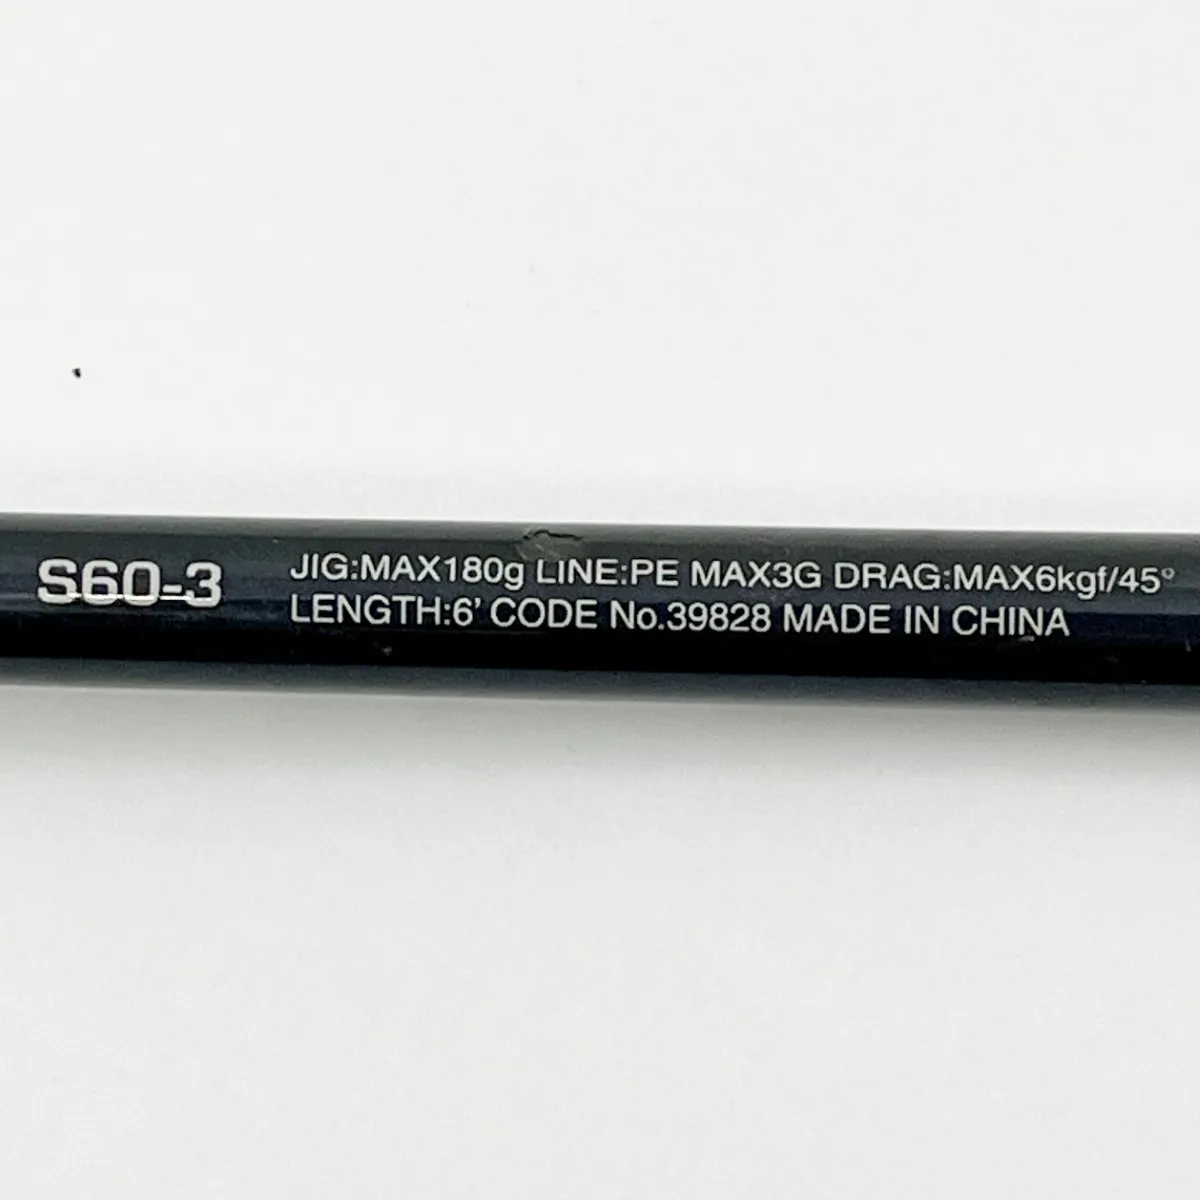 S60-3
JIG:MAX180g LINE:PE MAX3G DRAG:MAX6kgf/45°
LENGTH:6' CODE No.39828 MADE IN CHINA